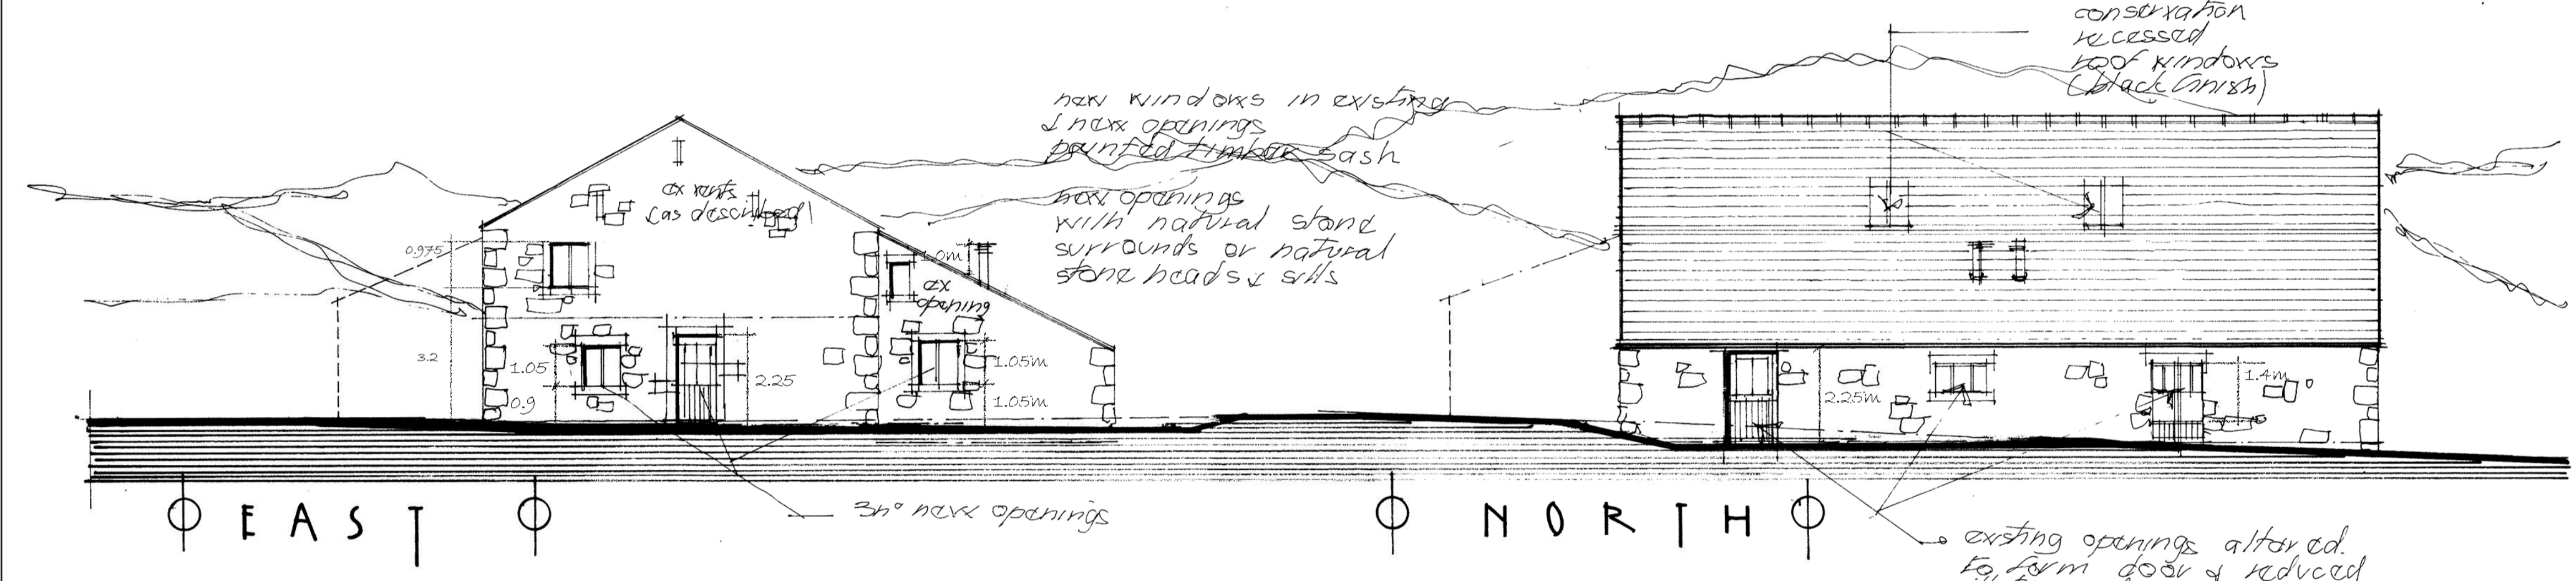 conservation
recessed
roof windows
(black finish)
new windows in existing
& new openings
painted timber sash
new openings
with natural stone
surrounds or natural
stone heads & sills
ex vents
(as described)
0.975
1.0m
ex
opening
3.2
1.05
0.9
2.25
1.05m
1.05m
2.25m
1.4m
3no new openings
EAST
NORTH
existing openings altered.
to form door & reduced